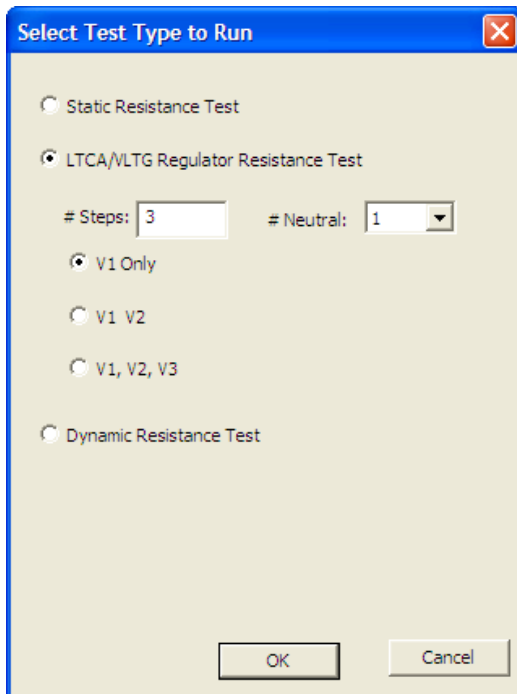 Select Test Type to Run
Static Resistance Test
LTCA/VLTG Regulator Resistance Test
# Steps: 3 # Neutral: 1
V1 Only
V1 V2
V1, V2, V3
Dynamic Resistance Test
OK Cancel